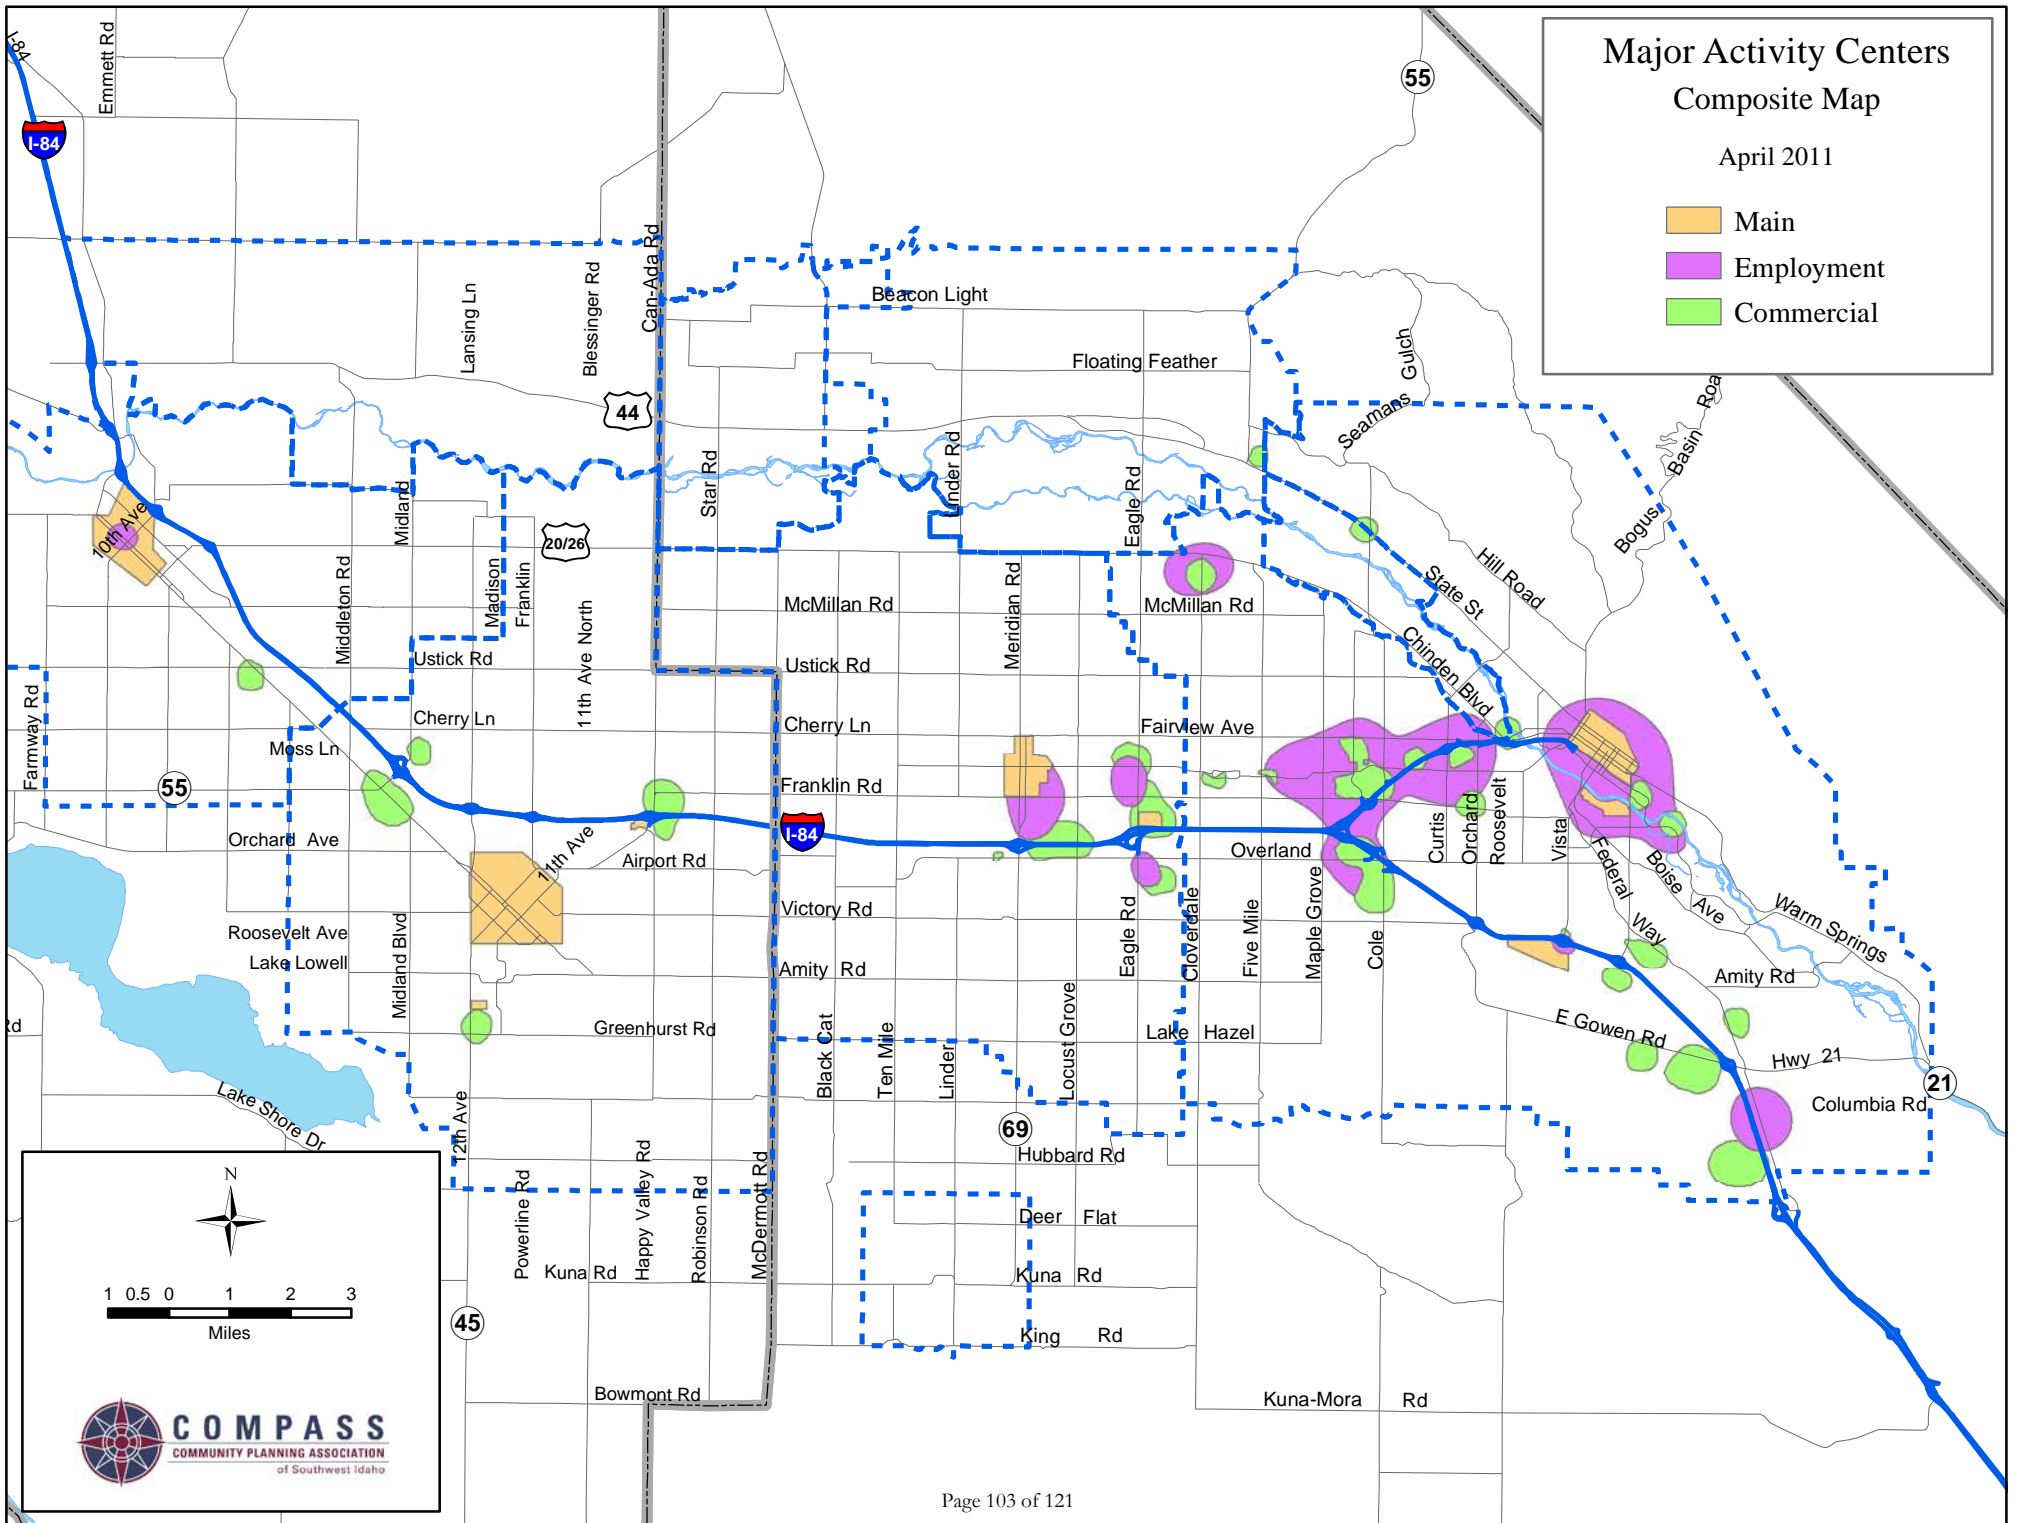 Major Activity Centers
Composite Map
April 2011
Main
Employment
Commercial
I-84
Emmett Rd
I-84
55
Can-Ada Rd
Blessinger Rd
Lansing Ln
Beacon Light
Floating Feather
Seamans Gulch
Bogus Basin Roa
44
Star Rd
Linder Rd
Eagle Rd
Midland
10th Ave
20/26
Hill Road
State St
Middleton Rd
Madison
Franklin
11th Ave North
McMillan Rd
Meridian Rd
McMillan Rd
Chinden Blvd
Ustick Rd
Ustick Rd
Farmway Rd
Cherry Ln
Cherry Ln
Fairview Ave
Moss Ln
55
Franklin Rd
I-84
Orchard Ave
11th Ave
Airport Rd
Overland
Curtis
Orchard
Roosevelt
Vista
Federal Way
Boise Ave
Warm Springs
Victory Rd
Roosevelt Ave
Lake Lowell
Midland Blvd
Amity Rd
Eagle Rd
Cloverdale
Five Mile
Maple Grove
Cole
Amity Rd
Rd
Greenhurst Rd
Black Cat
Ten Mile
Linder
Locust Grove
Lake Hazel
E Gowen Rd
Hwy 21
21
Columbia Rd
Lake Shore Dr
12th Ave
69
Hubbard Rd
Powerline Rd
Happy Valley Rd
Robinson Rd
McDermott Rd
Deer Flat
Kuna Rd
Kuna Rd
45
King Rd
Bowmont Rd
Kuna-Mora Rd
N
1 0.5 0 1 2 3
Miles
COMPASS
COMMUNITY PLANNING ASSOCIATION
of Southwest Idaho
Page 103 of 121